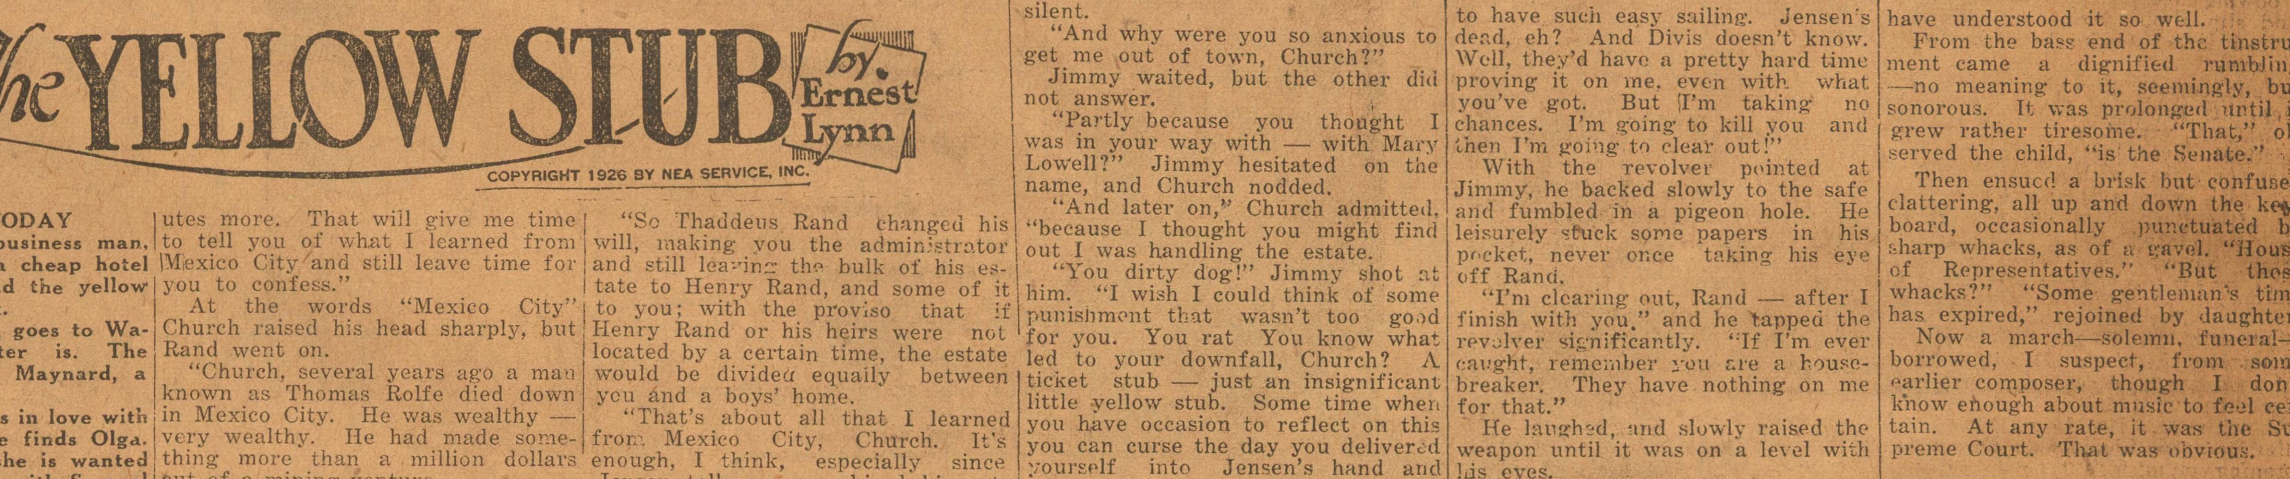 The YELLOW STUB
by
Ernest
Lynn
COPYRIGHT 1926 BY NEA SERVICE, INC.
TODAY
business man,
a cheap hotel
the yellow
goes to Wa-
is. The
Maynard, a
in love with
finds Olga.
she is wanted
utes more. That will give me time
to tell you of what I learned from
Mexico City and still leave time for
you to confess."
At the words "Mexico City"
Church raised his head sharply, but
Rand went on.
"Church, several years ago a man
known as Thomas Rolfe died down
in Mexico City. He was wealthy —
very wealthy. He had made some-
thing more than a million dollars
out of a mining venture.
"So Thaddeus Rand changed his
will, making you the administrator
and still leaving the bulk of his es-
tate to Henry Rand, and some of it
to you; with the proviso that if
Henry Rand or his heirs were not
located by a certain time, the estate
would be divided equally between
you and a boys' home.
"That's about all that I learned
from Mexico City, Church. It's
enough, I think, especially since
silent.
"And why were you so anxious to
get me out of town, Church?"
Jimmy waited, but the other did
not answer.
"Partly because you thought I
was in your way with — with Mary
Lowell?" Jimmy hesitated on the
name, and Church nodded.
"And later on," Church admitted,
"because I thought you might find
out I was handling the estate.
"You dirty dog!" Jimmy shot at
him. "I wish I could think of some
punishment that wasn't too good
for you. You rat You know what
led to your downfall, Church? A
ticket stub — just an insignificant
little yellow stub. Some time when
you have occasion to reflect on this
you can curse the day you delivered
yourself into Jensen's hand and
to have such easy sailing. Jensen's
dead, eh? And Divis doesn't know.
Well, they'd have a pretty hard time
proving it on me, even with what
you've got. But I'm taking no
chances. I'm going to kill you and
then I'm going to clear out!"
With the revolver pointed at
Jimmy, he backed slowly to the safe
and fumbled in a pigeon hole. He
leisurely stuck some papers in his
pocket, never once taking his eye
off Rand.
"I'm clearing out, Rand — after I
finish with you," and he tapped the
revolver significantly. "If I'm ever
caught, remember you are a house-
breaker. They have nothing on me
for that."
He laughed, and slowly raised the
weapon until it was on a level with
his eyes.
have understood it so well.
From the bass end of the tinstru
ment came a dignified rumblin
—no meaning to it, seemingly, bu
sonorous. It was prolonged until
grew rather tiresome. "That," o
served the child, "is the Senate."
Then ensued a brisk but confuse
clattering, all up and down the key
board, occasionally punctuated b
sharp whacks, as of a gavel. "Hous
of Representatives." "But thos
whacks?" "Some gentleman's tim
has expired," rejoined by daughte
Now a march—solemn, funeral—
borrowed, I suspect, from som
earlier composer, though I don
know enough about music to feel ce
tain. At any rate, it was the Su
preme Court. That was obvious.